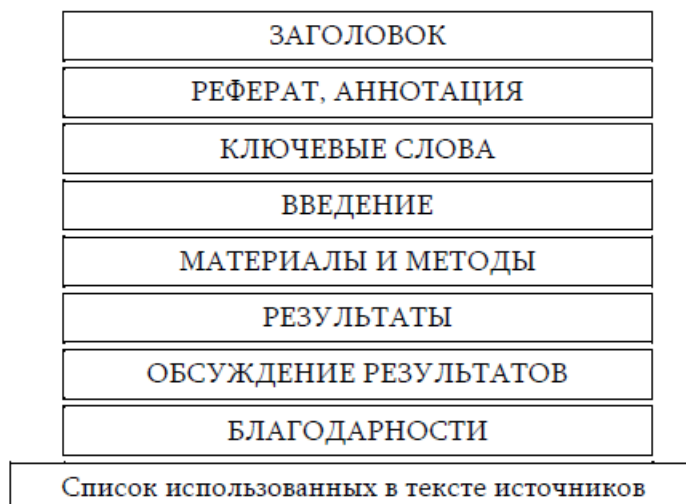 ЗАГОЛОВОК
РЕФЕРАТ, АННОТАЦИЯ
КЛЮЧЕВЫЕ СЛОВА
ВВЕДЕНИЕ
МАТЕРИАЛЫ И МЕТОДЫ
РЕЗУЛЬТАТЫ
ОБСУЖДЕНИЕ РЕЗУЛЬТАТОВ
БЛАГОДАРНОСТИ
Список использованных в тексте источников